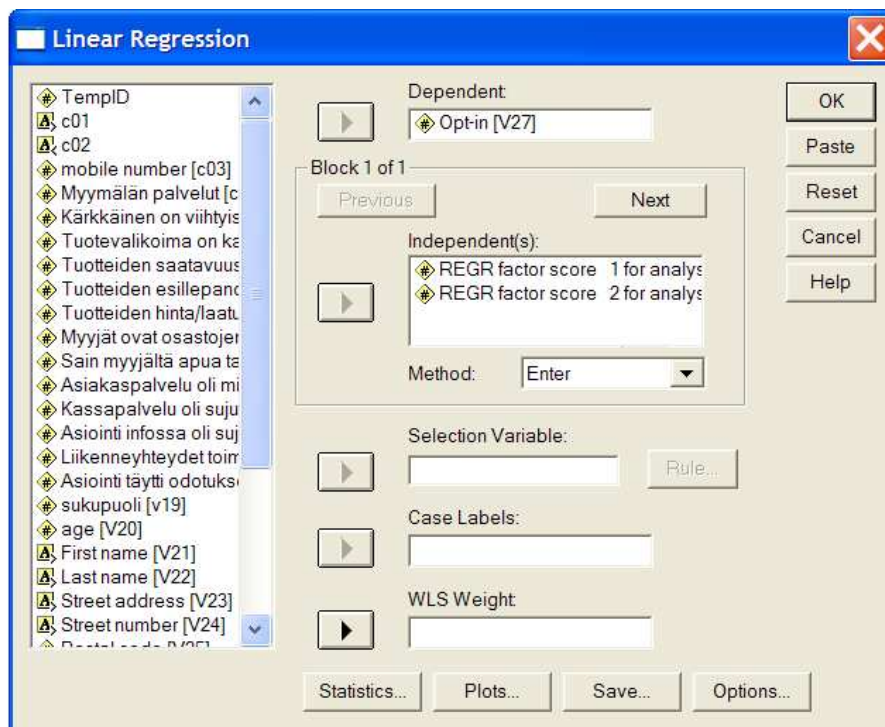 Linear Regression
TempID
c01
c02
mobile number [c03]
Myymälän palvelut [c
Kärkkäinen on viihtyis
Tuotevalikoima on ka
Tuotteiden saatavuus
Tuotteiden esillepano
Tuotteiden hinta/laatu
Myyjät ovat osastojen
Sain myyjältä apua ta
Asiakaspalvelu oli mi
Kassapalvelu oli suju
Asiointi infossa oli suj
Liikenneyhteydet toim
Asiointi täytti odotuks
sukupuoli [v19]
age [V20]
First name [V21]
Last name [V22]
Street address [V23]
Street number [V24]
Dependent:
Opt-in [V27]
Block 1 of 1
Previous
Next
Independent(s):
REGR factor score 1 for analys
REGR factor score 2 for analys
Method:
Enter
Selection Variable:
Rule...
Case Labels:
WLS Weight:
Statistics...
Plots...
Save...
Options...
OK
Paste
Reset
Cancel
Help